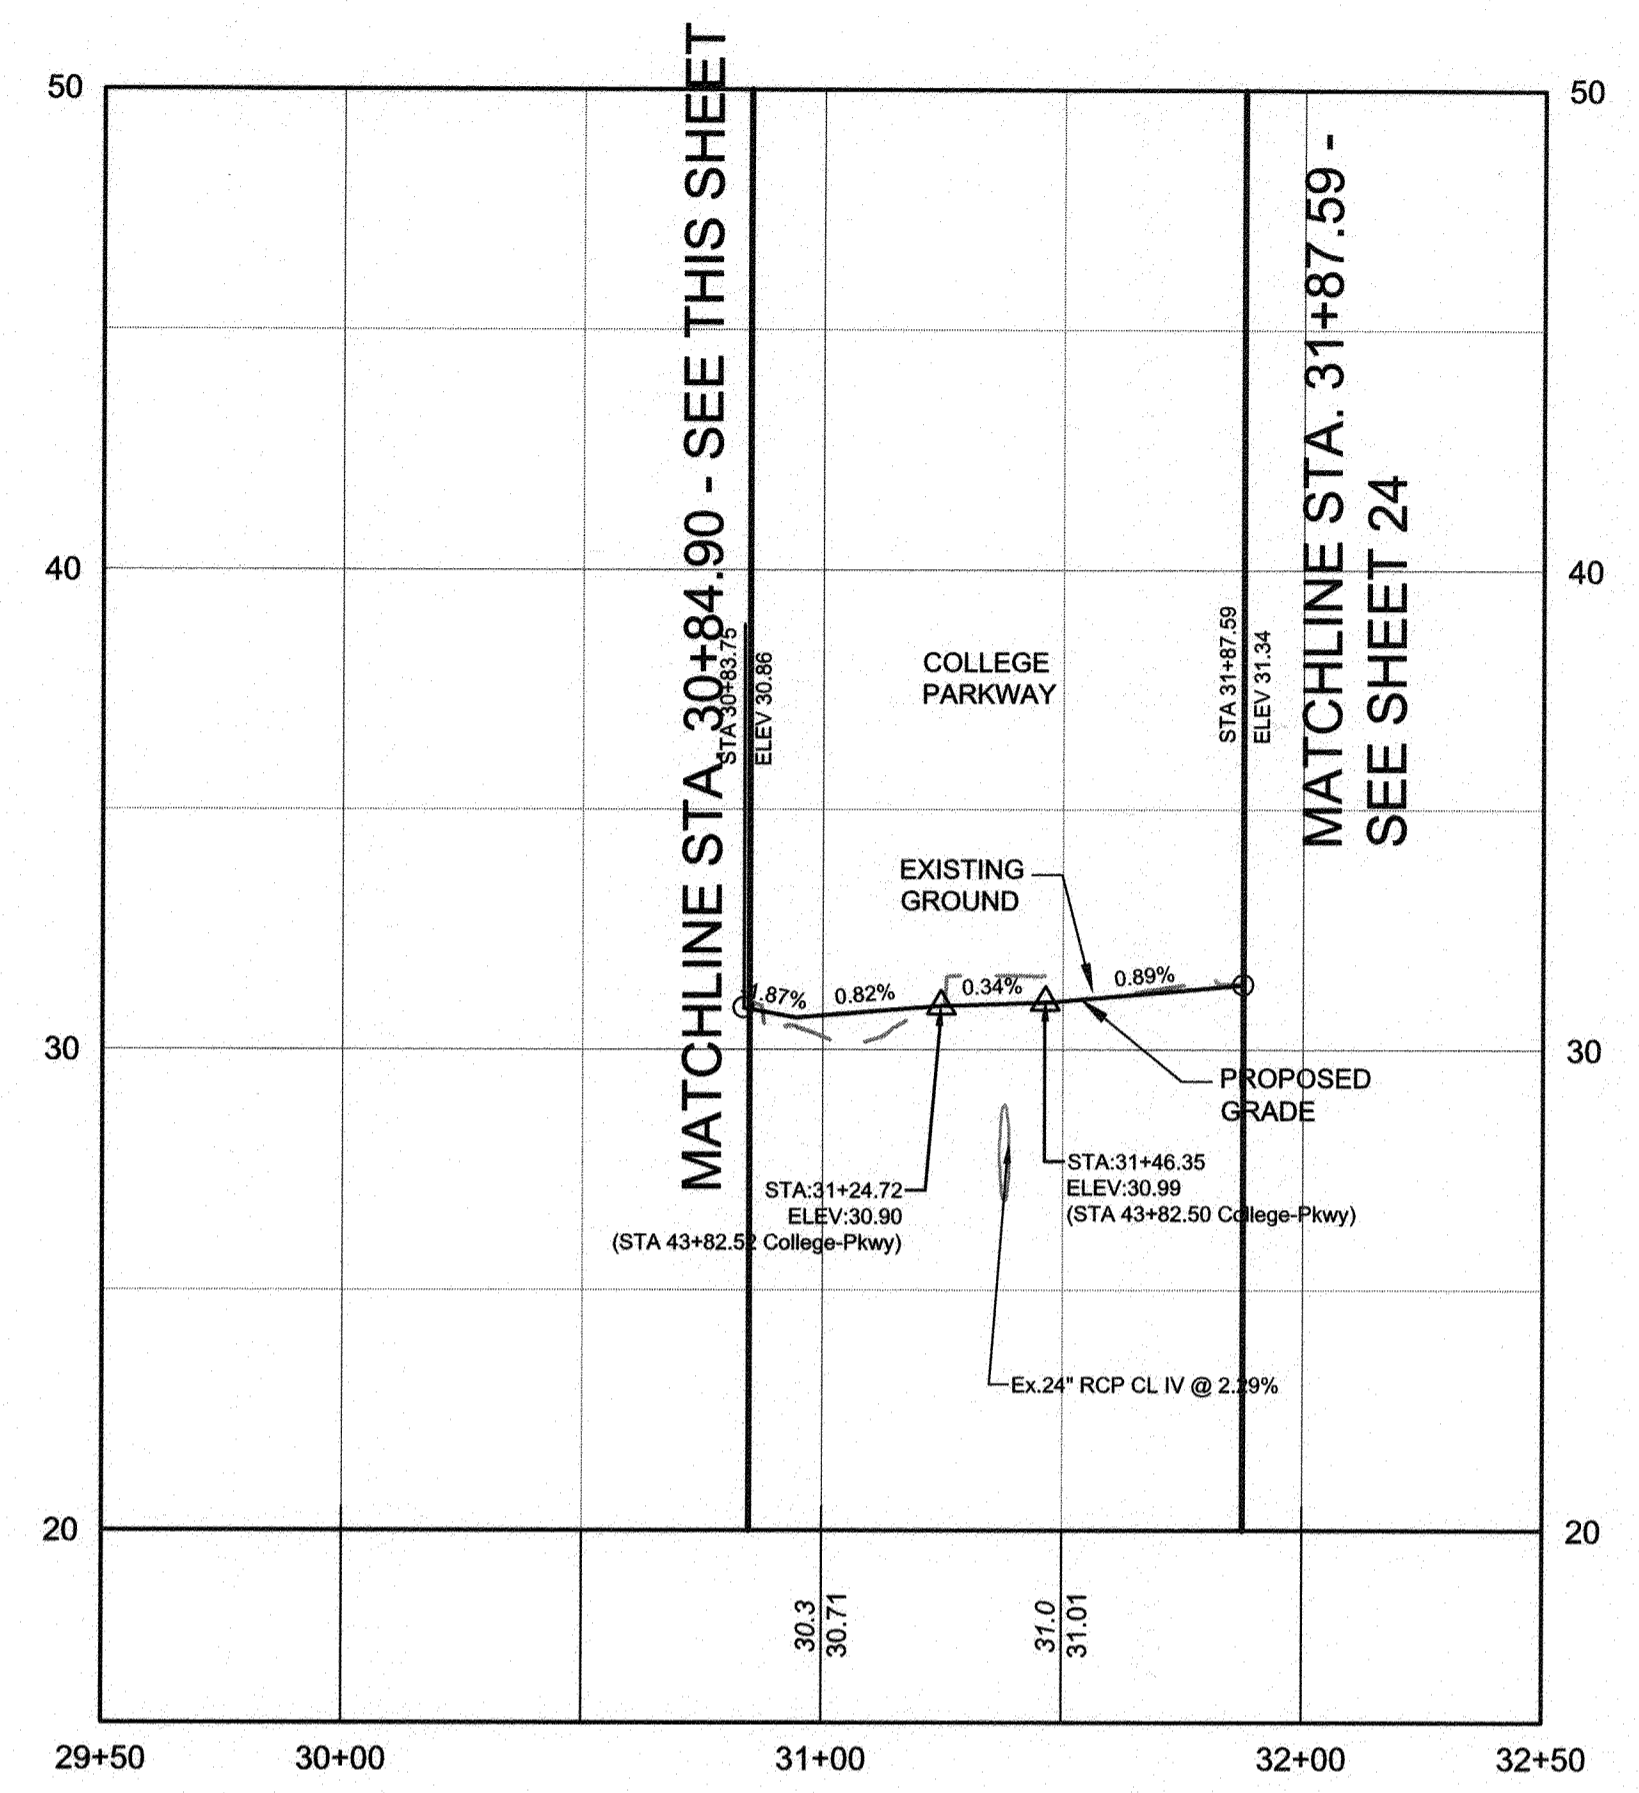 50
50
MATCHLINE STA. 30+84.90 - SEE THIS SHEET
MATCHLINE STA. 31+87.59 -
SEE SHEET 24
40
40
STA 30+83.75
ELEV 30.86
COLLEGE
PARKWAY
STA 31+87.59
ELEV 31.34
EXISTING
GROUND
1.87%
0.82%
0.34%
0.89%
30
30
PROPOSED
GRADE
STA:31+24.72
ELEV:30.90
(STA 43+82.52 College-Pkwy)
STA:31+46.35
ELEV:30.99
(STA 43+82.50 College-Pkwy)
Ex.24" RCP CL IV @ 2.29%
20
20
30.3
30.71
31.0
31.01
29+50
30+00
31+00
32+00
32+50